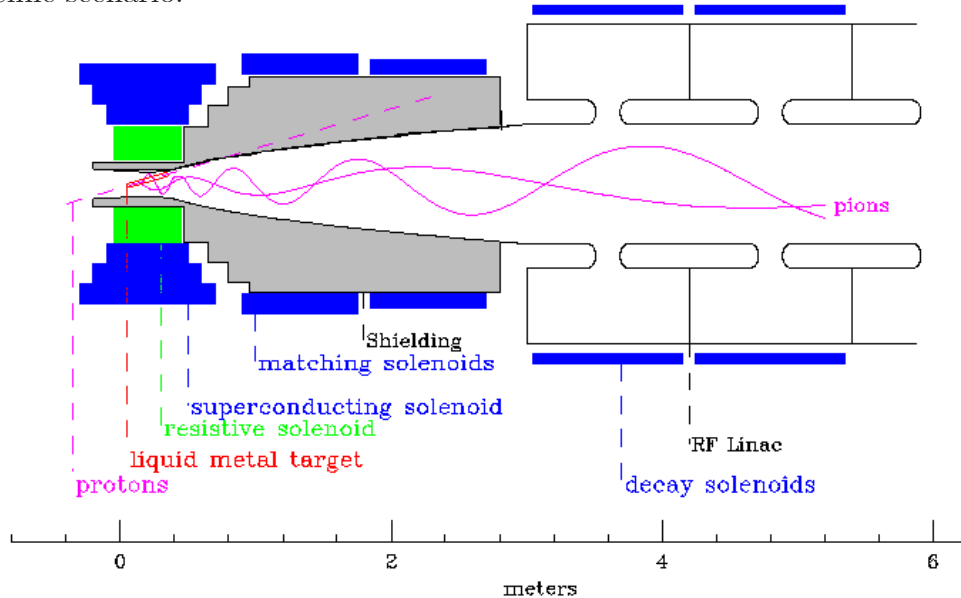 pions
Shielding
matching solenoids
superconducting solenoid
resistive solenoid
RF Linac
liquid metal target
protons
decay solenoids
0 2 4 6
meters